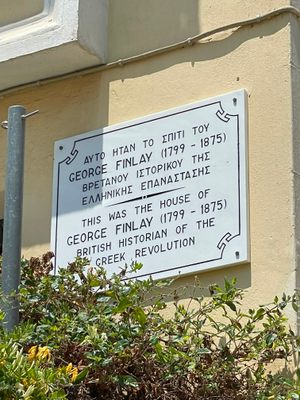 ΑΥΤΟ ΗΤΑΝ ΤΟ ΣΠΙΤΙ ΤΟΥ
GEORGE FINLAY (1799 - 1875)
ΒΡΕΤΑΝΟΥ ΙΣΤΟΡΙΚΟΥ ΤΗΣ
ΕΛΛΗΝΙΚΗΣ ΕΠΑΝΑΣΤΑΣΗΣ
THIS WAS THE HOUSE OF
GEORGE FINLAY (1799 - 1875)
BRITISH HISTORIAN OF THE
GREEK REVOLUTION